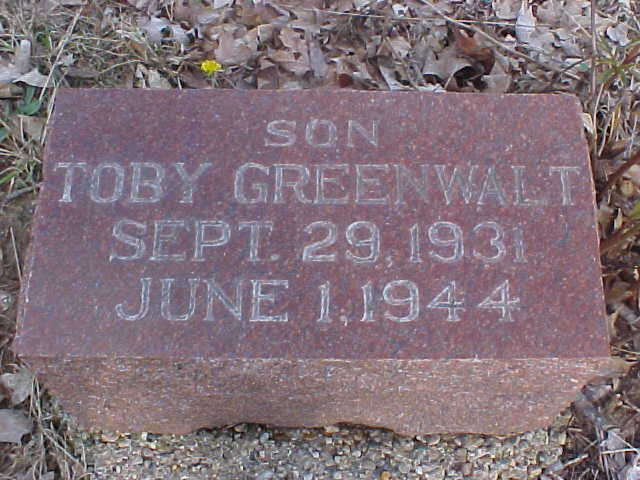 SON
TOBY GREENWALT
SEPT. 29, 1931
JUNE 1, 1944